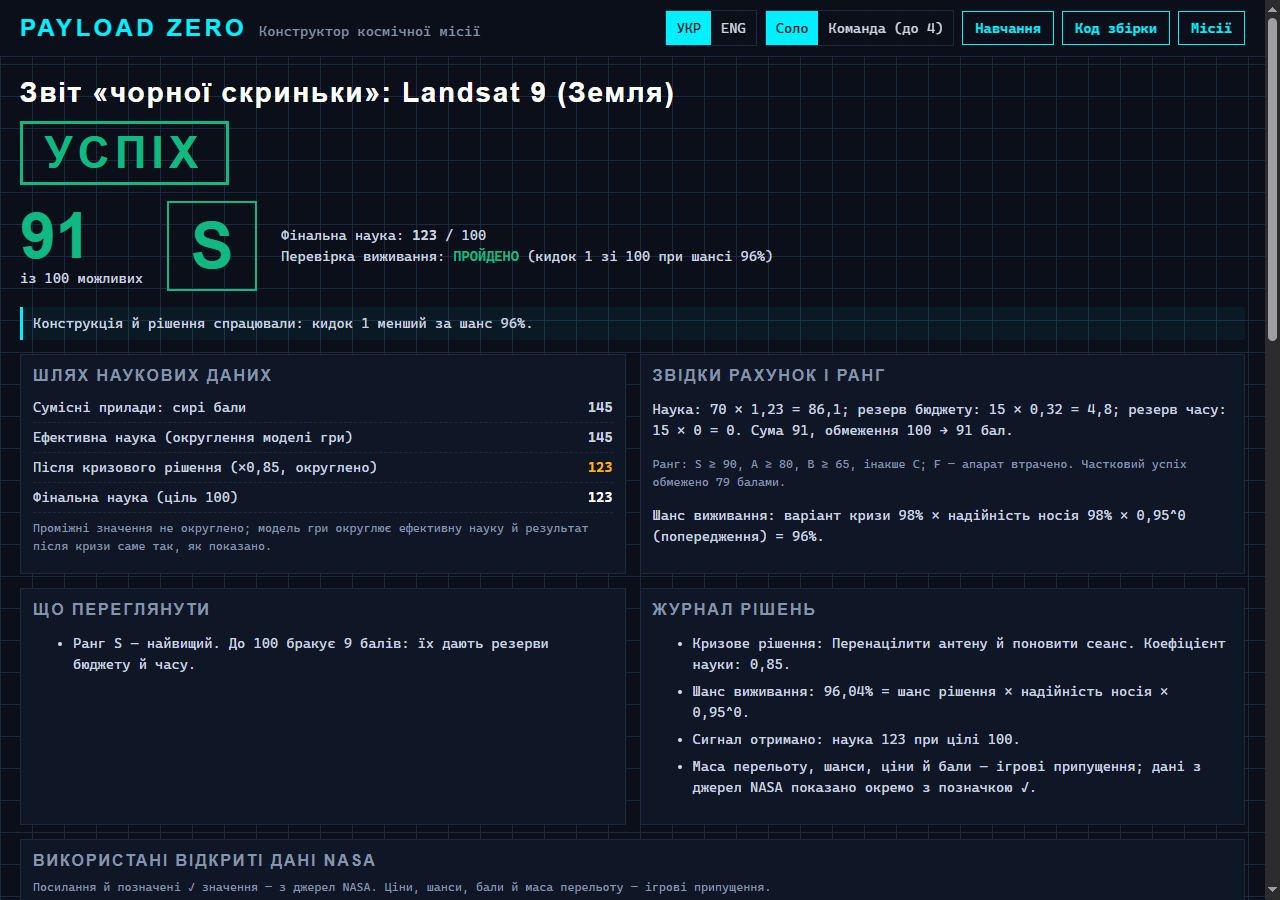 PAYLOAD ZERO Конструктор космічної місії УКР ENG Соло Команда (до 4) Навчання Код збірки Місії
Звіт «чорної скриньки»: Landsat 9 (Земля)
УСПІХ
91
із 100 можливих
S
Фінальна наука: 123 / 100
Перевірка виживання: ПРОЙДЕНО (кидок 1 зі 100 при шансі 96%)
Конструкція й рішення спрацювали: кидок 1 менший за шанс 96%.
ШЛЯХ НАУКОВИХ ДАНИХ
Сумісні прилади: сирі бали 145
Ефективна наука (округлення моделі гри) 145
Після кризового рішення (×0,85, округлено) 123
Фінальна наука (ціль 100) 123
Проміжні значення не округлено; модель гри округлює ефективну науку й результат
після кризи саме так, як показано.
ЗВІДКИ РАХУНОК І РАНГ
Наука: 70 × 1,23 = 86,1; резерв бюджету: 15 × 0,32 = 4,8; резерв часу:
15 × 0 = 0. Сума 91, обмеження 100 → 91 бал.
Ранг: S ≥ 90, A ≥ 80, B ≥ 65, інакше C; F — апарат втрачено. Частковий успіх
обмежено 79 балами.
Шанс виживання: варіант кризи 98% × надійність носія 98% × 0,95^0
(попередження) = 96%.
ЩО ПЕРЕГЛЯНУТИ
• Ранг S — найвищий. До 100 бракує 9 балів: їх дають резерви
бюджету й часу.
ЖУРНАЛ РІШЕНЬ
• Кризове рішення: Перенацілити антену й поновити сеанс. Коефіцієнт
науки: 0,85.
• Шанс виживання: 96,04% = шанс рішення × надійність носія ×
0,95^0.
• Сигнал отримано: наука 123 при цілі 100.
• Маса перельоту, шанси, ціни й бали — ігрові припущення; дані з
джерел NASA показано окремо з позначкою ✓.
ВИКОРИСТАНІ ВІДКРИТІ ДАНІ NASA
Посилання й позначені ✓ значення — з джерел NASA. Ціни, шанси, бали й маса перельоту — ігрові припущення.